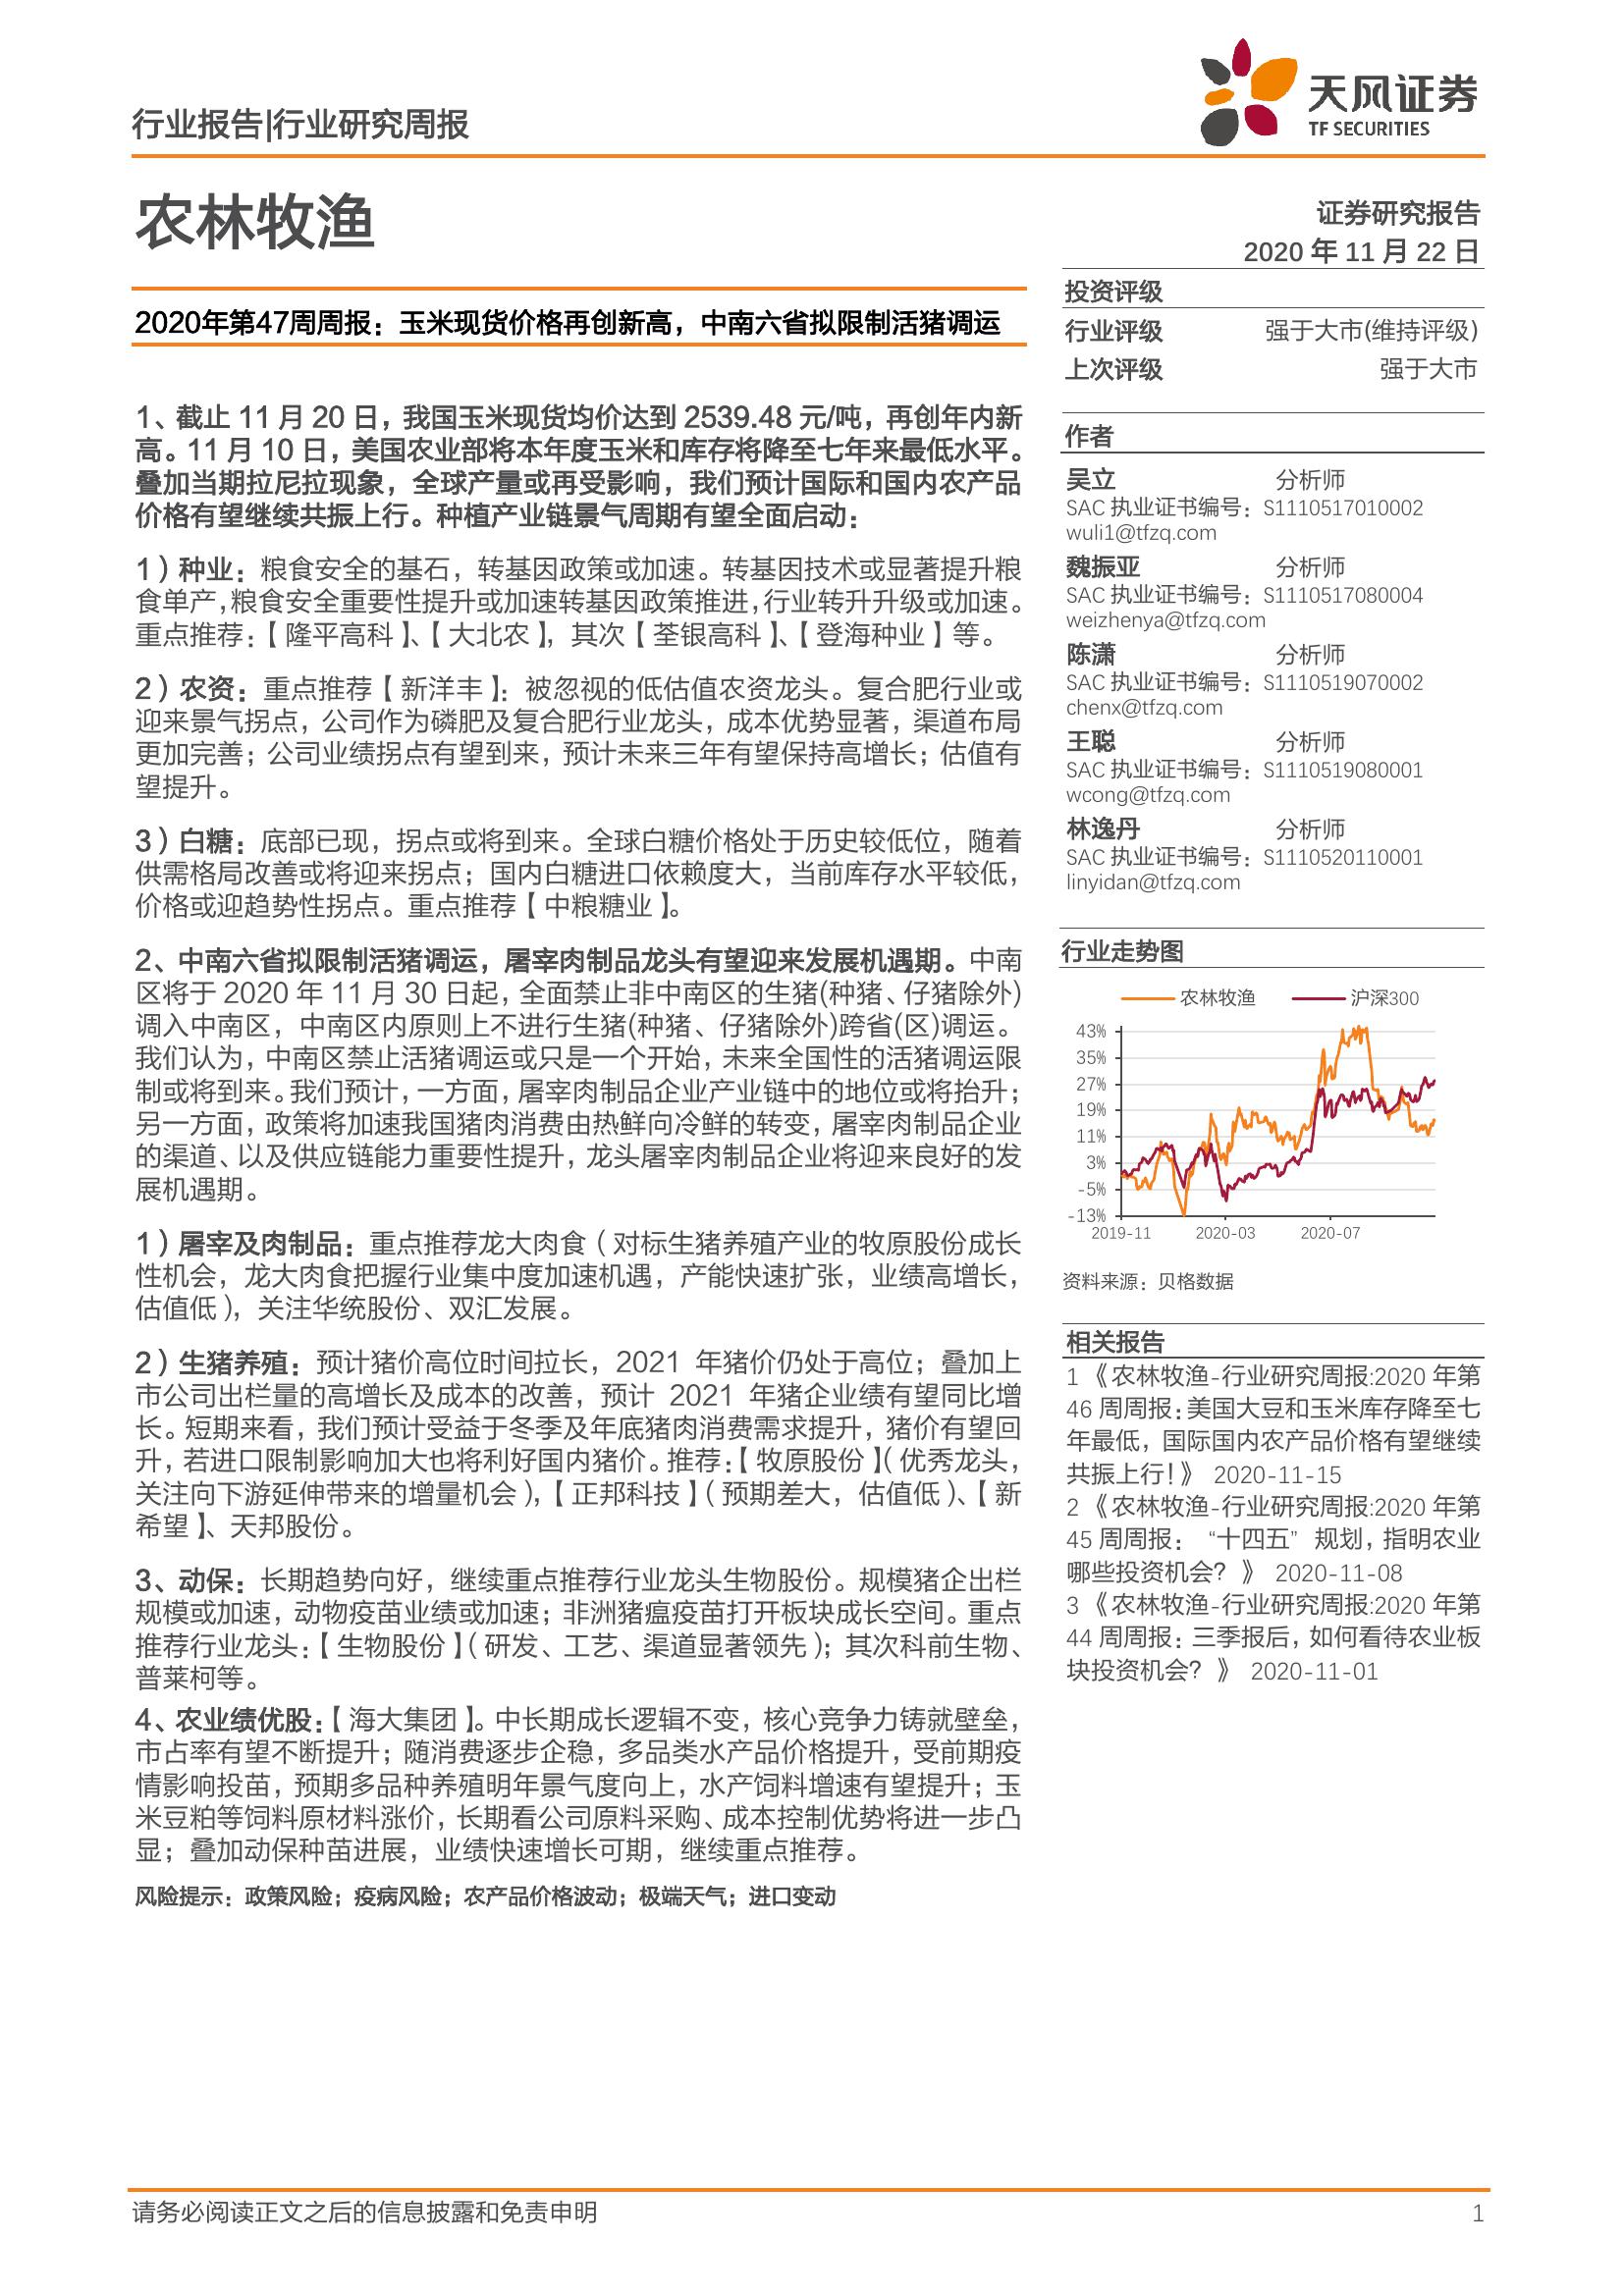 行业报告|行业研究周报
天风证券
TF SECURITIES
农林牧渔
证券研究报告
2020 年 11 月 22 日
2020年第47周周报：玉米现货价格再创新高，中南六省拟限制活猪调运
1、截止 11 月 20 日，我国玉米现货均价达到 2539.48 元/吨，再创年内新
高。11 月 10 日，美国农业部将本年度玉米和库存将降至七年来最低水平。
叠加当期拉尼拉现象，全球产量或再受影响，我们预计国际和国内农产品
价格有望继续共振上行。种植产业链景气周期有望全面启动：
1）种业：粮食安全的基石，转基因政策或加速。转基因技术或显著提升粮
食单产，粮食安全重要性提升或加速转基因政策推进，行业转升升级或加速。
重点推荐：【隆平高科】、【大北农】，其次【荃银高科】、【登海种业】等。
2）农资：重点推荐【新洋丰】：被忽视的低估值农资龙头。复合肥行业或
迎来景气拐点，公司作为磷肥及复合肥行业龙头，成本优势显著，渠道布局
更加完善；公司业绩拐点有望到来，预计未来三年有望保持高增长；估值有
望提升。
3）白糖：底部已现，拐点或将到来。全球白糖价格处于历史较低位，随着
供需格局改善或将迎来拐点；国内白糖进口依赖度大，当前库存水平较低，
价格或迎趋势性拐点。重点推荐【中粮糖业】。
2、中南六省拟限制活猪调运，屠宰肉制品龙头有望迎来发展机遇期。中南
区将于 2020 年 11 月 30 日起，全面禁止非中南区的生猪(种猪、仔猪除外)
调入中南区，中南区内原则上不进行生猪(种猪、仔猪除外)跨省(区)调运。
我们认为，中南区禁止活猪调运或只是一个开始，未来全国性的活猪调运限
制或将到来。我们预计，一方面，屠宰肉制品企业产业链中的地位或将抬升；
另一方面，政策将加速我国猪肉消费由热鲜向冷鲜的转变，屠宰肉制品企业
的渠道、以及供应链能力重要性提升，龙头屠宰肉制品企业将迎来良好的发
展机遇期。
1）屠宰及肉制品：重点推荐龙大肉食（对标生猪养殖产业的牧原股份成长
性机会，龙大肉食把握行业集中度加速机遇，产能快速扩张，业绩高增长，
估值低），关注华统股份、双汇发展。
2）生猪养殖：预计猪价高位时间拉长，2021 年猪价仍处于高位；叠加上
市公司出栏量的高增长及成本的改善，预计 2021 年猪企业绩有望同比增
长。短期来看，我们预计受益于冬季及年底猪肉消费需求提升，猪价有望回
升，若进口限制影响加大也将利好国内猪价。推荐：【牧原股份】（优秀龙头，
关注向下游延伸带来的增量机会），【正邦科技】（预期差大，估值低）、【新
希望】、天邦股份。
3、动保：长期趋势向好，继续重点推荐行业龙头生物股份。规模猪企出栏
规模或加速，动物疫苗业绩或加速；非洲猪瘟疫苗打开板块成长空间。重点
推荐行业龙头：【生物股份】（研发、工艺、渠道显著领先）；其次科前生物、
普莱柯等。
4、农业绩优股：【海大集团】。中长期成长逻辑不变，核心竞争力铸就壁垒，
市占率有望不断提升；随消费逐步企稳，多品类水产品价格提升，受前期疫
情影响投苗，预期多品种养殖明年景气度向上，水产饲料增速有望提升；玉
米豆粕等饲料原材料涨价，长期看公司原料采购、成本控制优势将进一步凸
显；叠加动保种苗进展，业绩快速增长可期，继续重点推荐。
风险提示：政策风险；疫病风险；农产品价格波动；极端天气；进口变动
投资评级
行业评级 强于大市(维持评级)
上次评级 强于大市
作者
吴立 分析师
SAC 执业证书编号：S1110517010002
wuli1@tfzq.com
魏振亚 分析师
SAC 执业证书编号：S1110517080004
weizhenya@tfzq.com
陈潇 分析师
SAC 执业证书编号：S1110519070002
chenx@tfzq.com
王聪 分析师
SAC 执业证书编号：S1110519080001
wcong@tfzq.com
林逸丹 分析师
SAC 执业证书编号：S1110520110001
linyidan@tfzq.com
行业走势图
农林牧渔 沪深300
43%
35%
27%
19%
11%
3%
-5%
-13%
2019-11 2020-03 2020-07
资料来源：贝格数据
相关报告
1 《农林牧渔-行业研究周报:2020 年第
46 周周报：美国大豆和玉米库存降至七
年最低，国际国内农产品价格有望继续
共振上行！》 2020-11-15
2 《农林牧渔-行业研究周报:2020 年第
45 周周报： “十四五” 规划，指明农业
哪些投资机会？》 2020-11-08
3 《农林牧渔-行业研究周报:2020 年第
44 周周报：三季报后，如何看待农业板
块投资机会？》 2020-11-01
请务必阅读正文之后的信息披露和免责申明 1